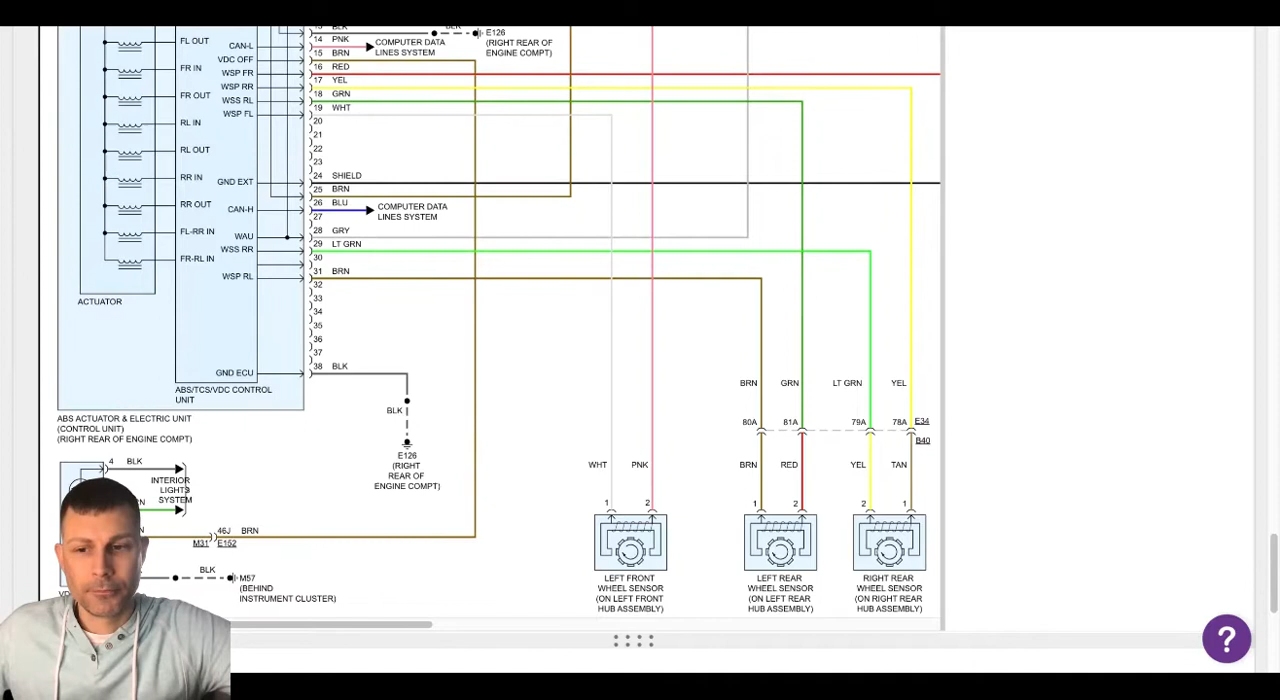 FL OUT
FR IN
FR OUT
RL IN
RL OUT
RR IN
RR OUT
FL-RR IN
FR-RL IN
ACTUATOR
CAN-L
VDC OFF
WSP FR
WSP RR
WSS RL
WSP FL
GND EXT
CAN-H
WAU
WSS RR
WSP RL
GND ECU
ABS/TCS/VDC CONTROL
UNIT
ABS ACTUATOR & ELECTRIC UNIT
(CONTROL UNIT)
(RIGHT REAR OF ENGINE COMPT)
14 PNK
15 BRN
16 RED
17 YEL
18 GRN
19 WHT
20
21
22
23
24 SHIELD
25 BRN
26 BLU
27
28 GRY
29 LT GRN
30
31 BRN
32
33
34
35
36
37
38 BLK
E126
(RIGHT REAR OF
ENGINE COMPT)
COMPUTER DATA
LINES SYSTEM
COMPUTER DATA
LINES SYSTEM
BLK
E126
(RIGHT
REAR OF
ENGINE COMPT)
4 BLK
INTERIOR
LIGHTS
SYSTEM
46J BRN
M31 E152
BLK
M57
(BEHIND
INSTRUMENT CLUSTER)
BRN GRN LT GRN YEL
80A 81A 79A 78A E34
B40
WHT PNK BRN RED YEL TAN
1 2 1 2 2 1
LEFT FRONT
WHEEL SENSOR
(ON LEFT FRONT
HUB ASSEMBLY)
LEFT REAR
WHEEL SENSOR
(ON LEFT REAR
HUB ASSEMBLY)
RIGHT REAR
WHEEL SENSOR
(ON RIGHT REAR
HUB ASSEMBLY)
?